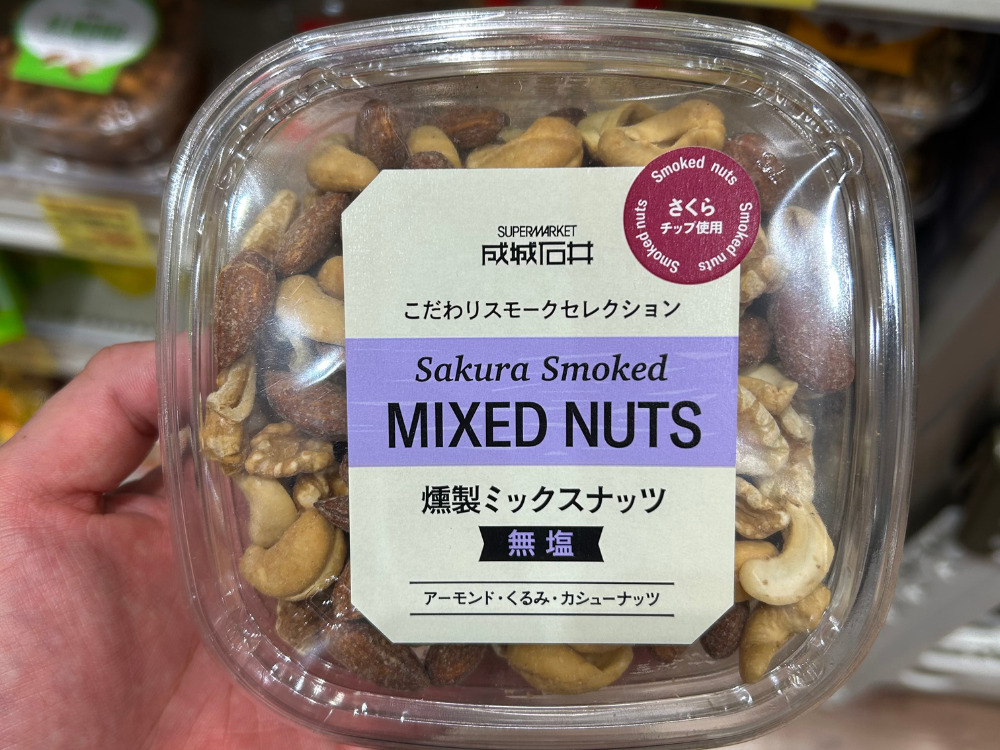 Smoked nuts
さくら
チップ使用
Smoked nuts
Smoked nuts
Smoked nuts
SUPERMARKET
成城石井
こだわりスモークセレクション
Sakura Smoked
MIXED NUTS
燻製ミックスナッツ
無塩
アーモンド・くるみ・カシューナッツ